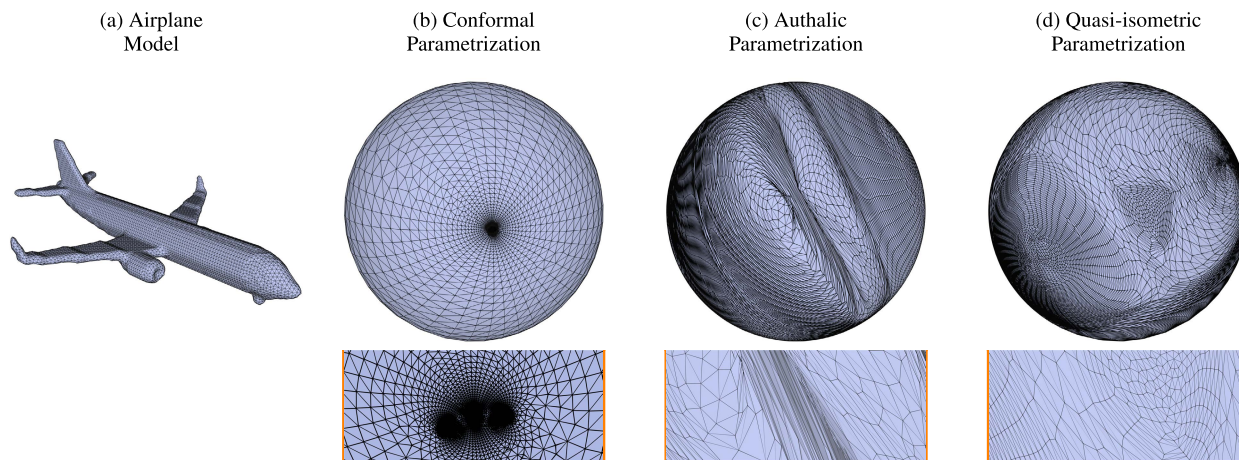 (a) Airplane
Model
(b) Conformal
Parametrization
(c) Authalic
Parametrization
(d) Quasi-isometric
Parametrization